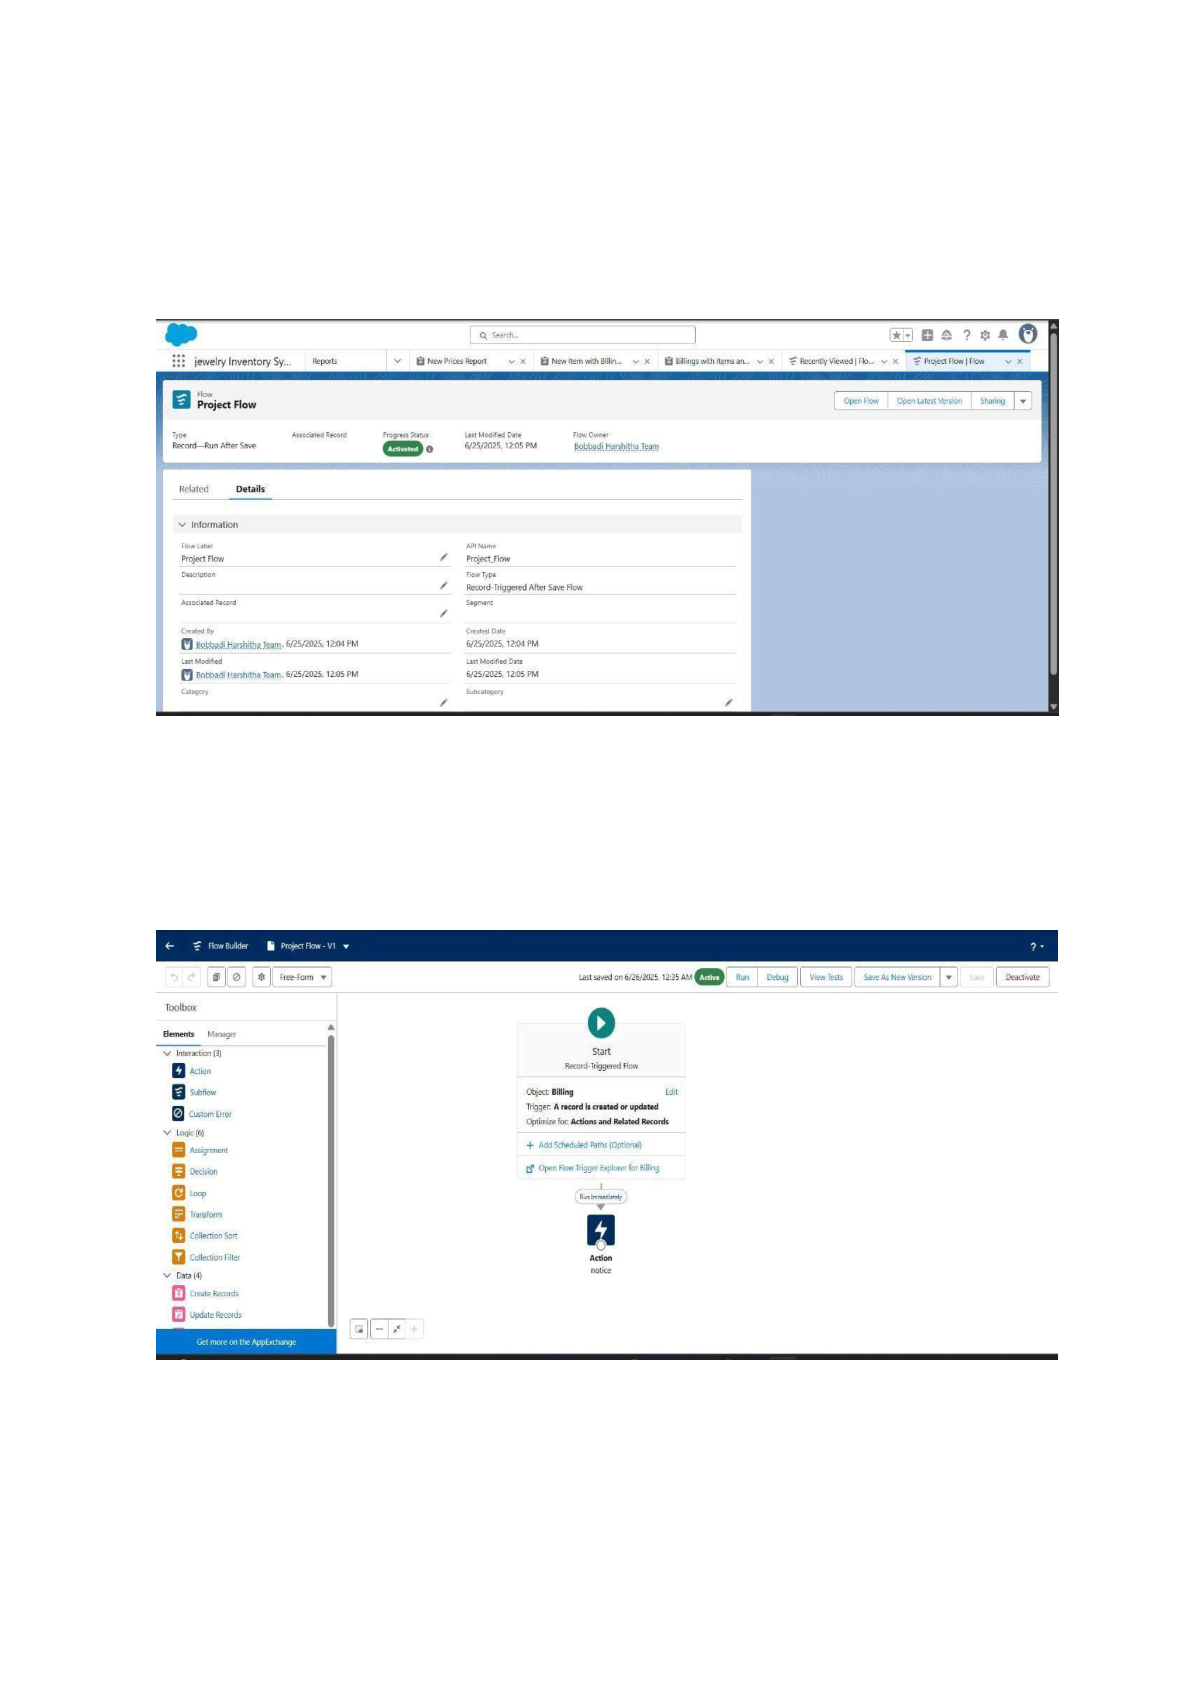 Search...
jewelry Inventory Sy... Reports New Prices Report New Item with Billin... Billings with Items an... Recently Viewed | Flo... Project Flow | Flow
Flow
Project Flow
Open Flow Open Latest Version Sharing
Type Associated Record Progress Status Last Modified Date Flow Owner
Record—Run After Save Activated 6/25/2025, 12:05 PM Bobbadi Harshitha Team
Related Details
Information
Flow Label API Name
Project Flow Project_Flow
Description Flow Type
Record-Triggered After Save Flow
Associated Record Segment
Created By Created Date
Bobbadi Harshitha Team, 6/25/2025, 12:04 PM 6/25/2025, 12:04 PM
Last Modified Last Modified Date
Bobbadi Harshitha Team, 6/25/2025, 12:05 PM 6/25/2025, 12:05 PM
Category Subcategory
Flow Builder Project Flow - V1 ?
Free-Form Last saved on 6/26/2025, 12:35 AM Active Run Debug View Tests Save As New Version Save Deactivate
Toolbox
Elements Manager
Interaction (3)
Action
Subflow
Custom Error
Logic (6)
Assignment
Decision
Loop
Transform
Collection Sort
Collection Filter
Data (4)
Create Records
Update Records
Get more on the AppExchange
Start
Record-Triggered Flow
Object: Billing Edit
Trigger: A record is created or updated
Optimize for: Actions and Related Records
+ Add Scheduled Paths (Optional)
Open Flow Trigger Explorer for Billing
Run Immediately
Action
notice